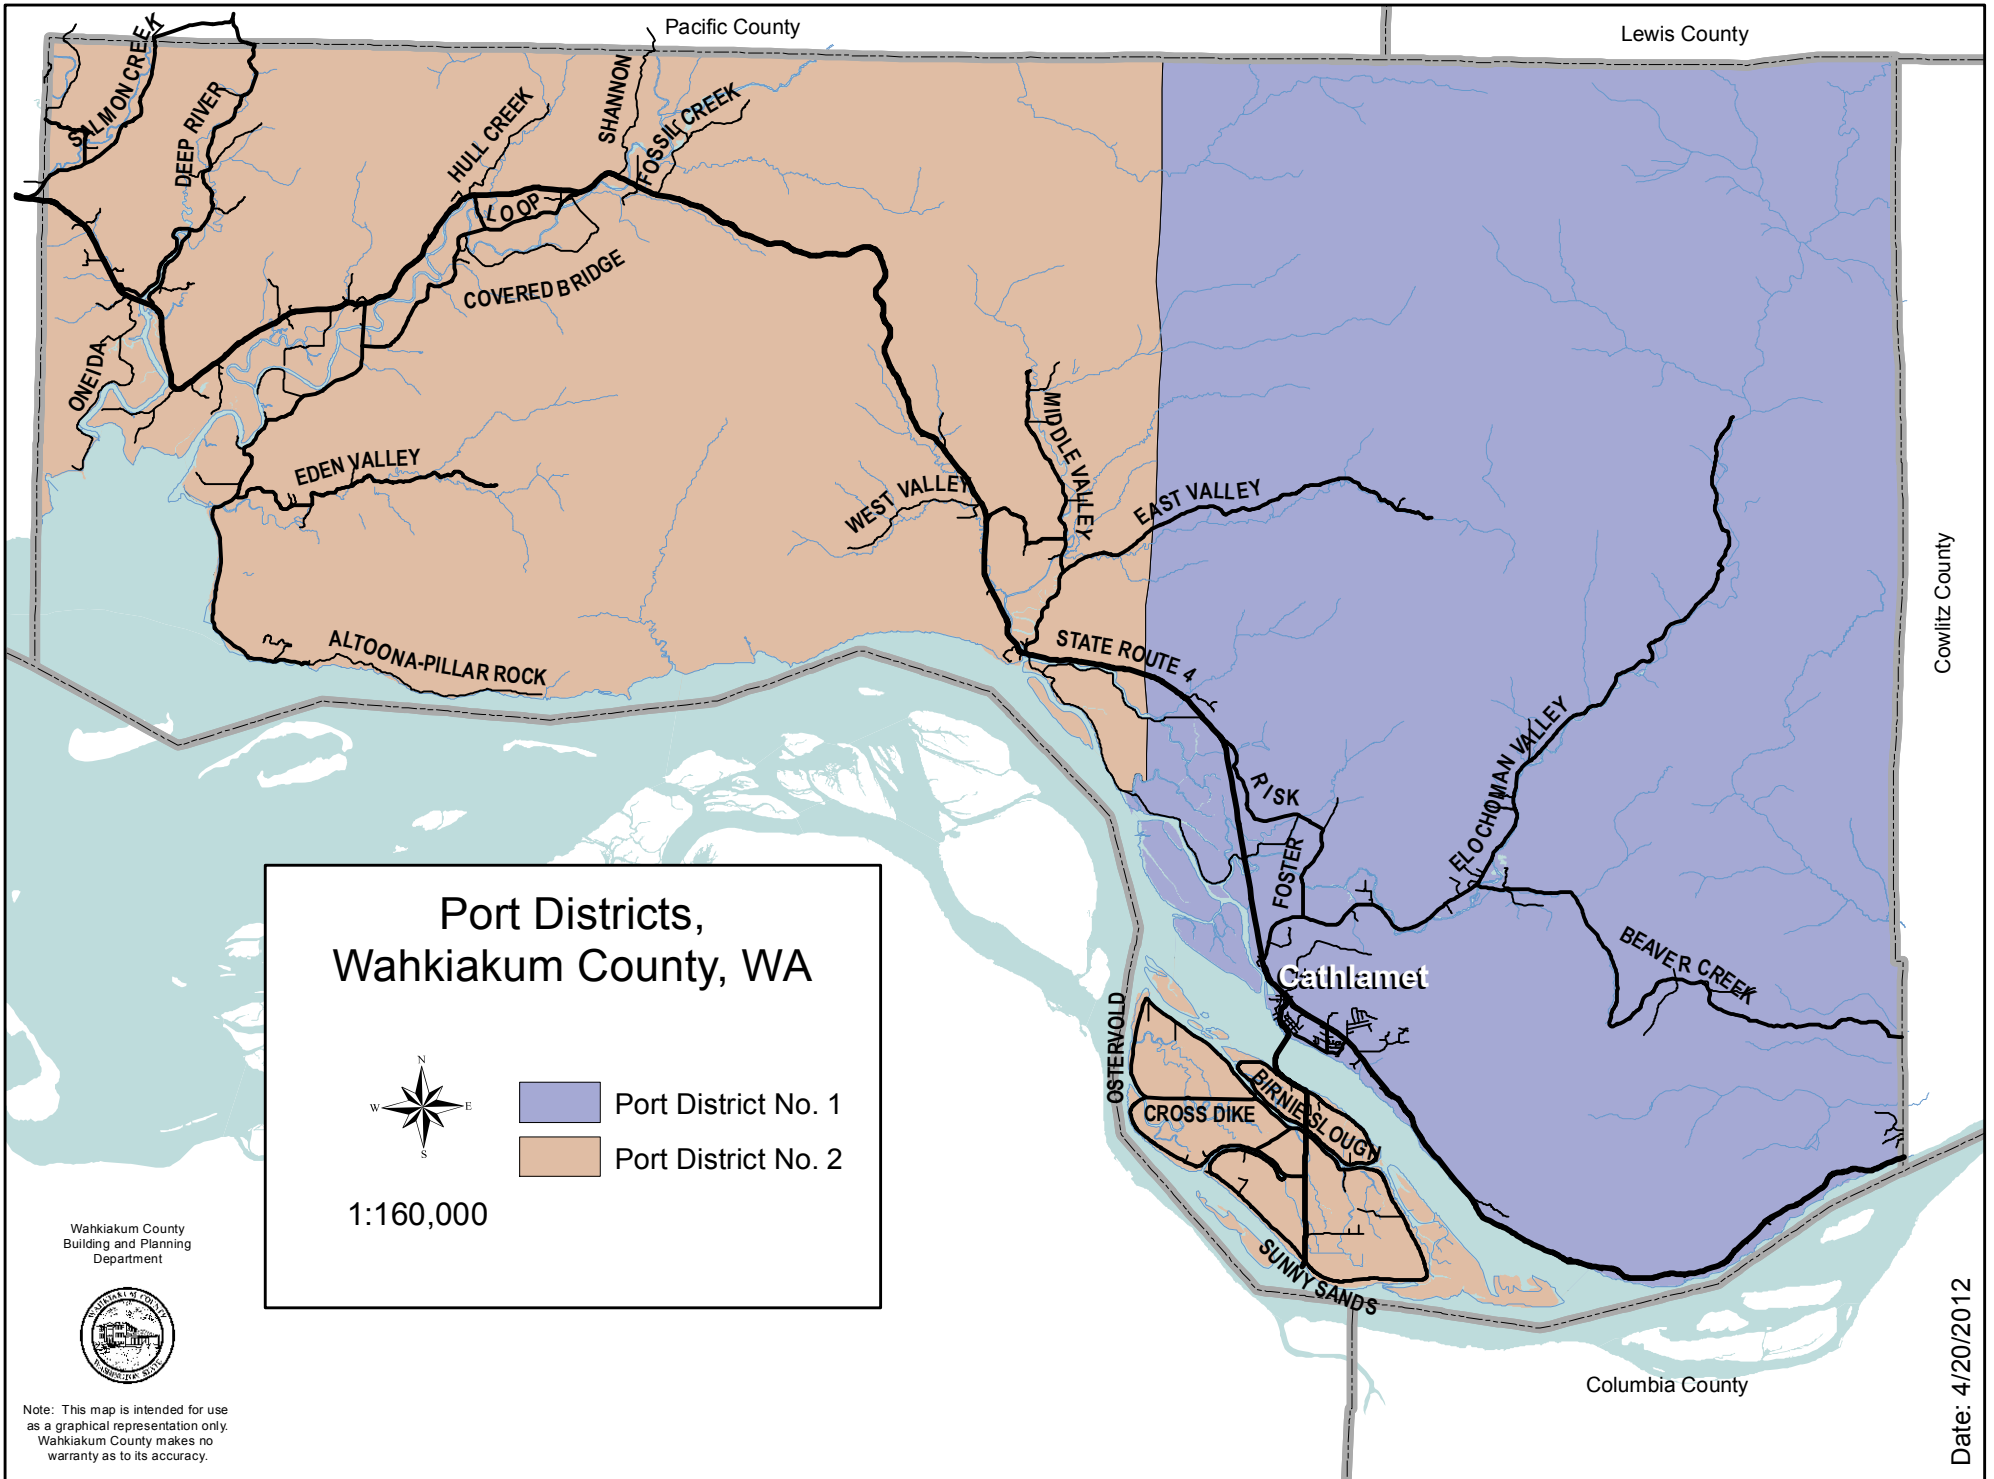 Pacific County
Lewis County
SALMON CREEK
DEEP RIVER
HULL CREEK
SHANNON
FOSSIL CREEK
LOOP
COVERED BRIDGE
ONEIDA
EDEN VALLEY
WEST VALLEY
MIDDLE VALLEY
EAST VALLEY
ALTOONA-PILLAR ROCK
STATE ROUTE 4
Cowlitz County
RISK
FOSTER
ELOCHOMAN VALLEY
BEAVER CREEK
Cathlamet
OSTERVOLD
CROSS DIKE
BIRNIE SLOUGH
SUNNY SANDS
Columbia County
Port Districts,
Wahkiakum County, WA
N
W
E
S
Port District No. 1
Port District No. 2
1:160,000
Wahkiakum County
Building and Planning
Department
WAHKIAKUM COUNTY
WASHINGTON STATE
Note: This map is intended for use
as a graphical representation only.
Wahkiakum County makes no
warranty as to its accuracy.
Date: 4/20/2012